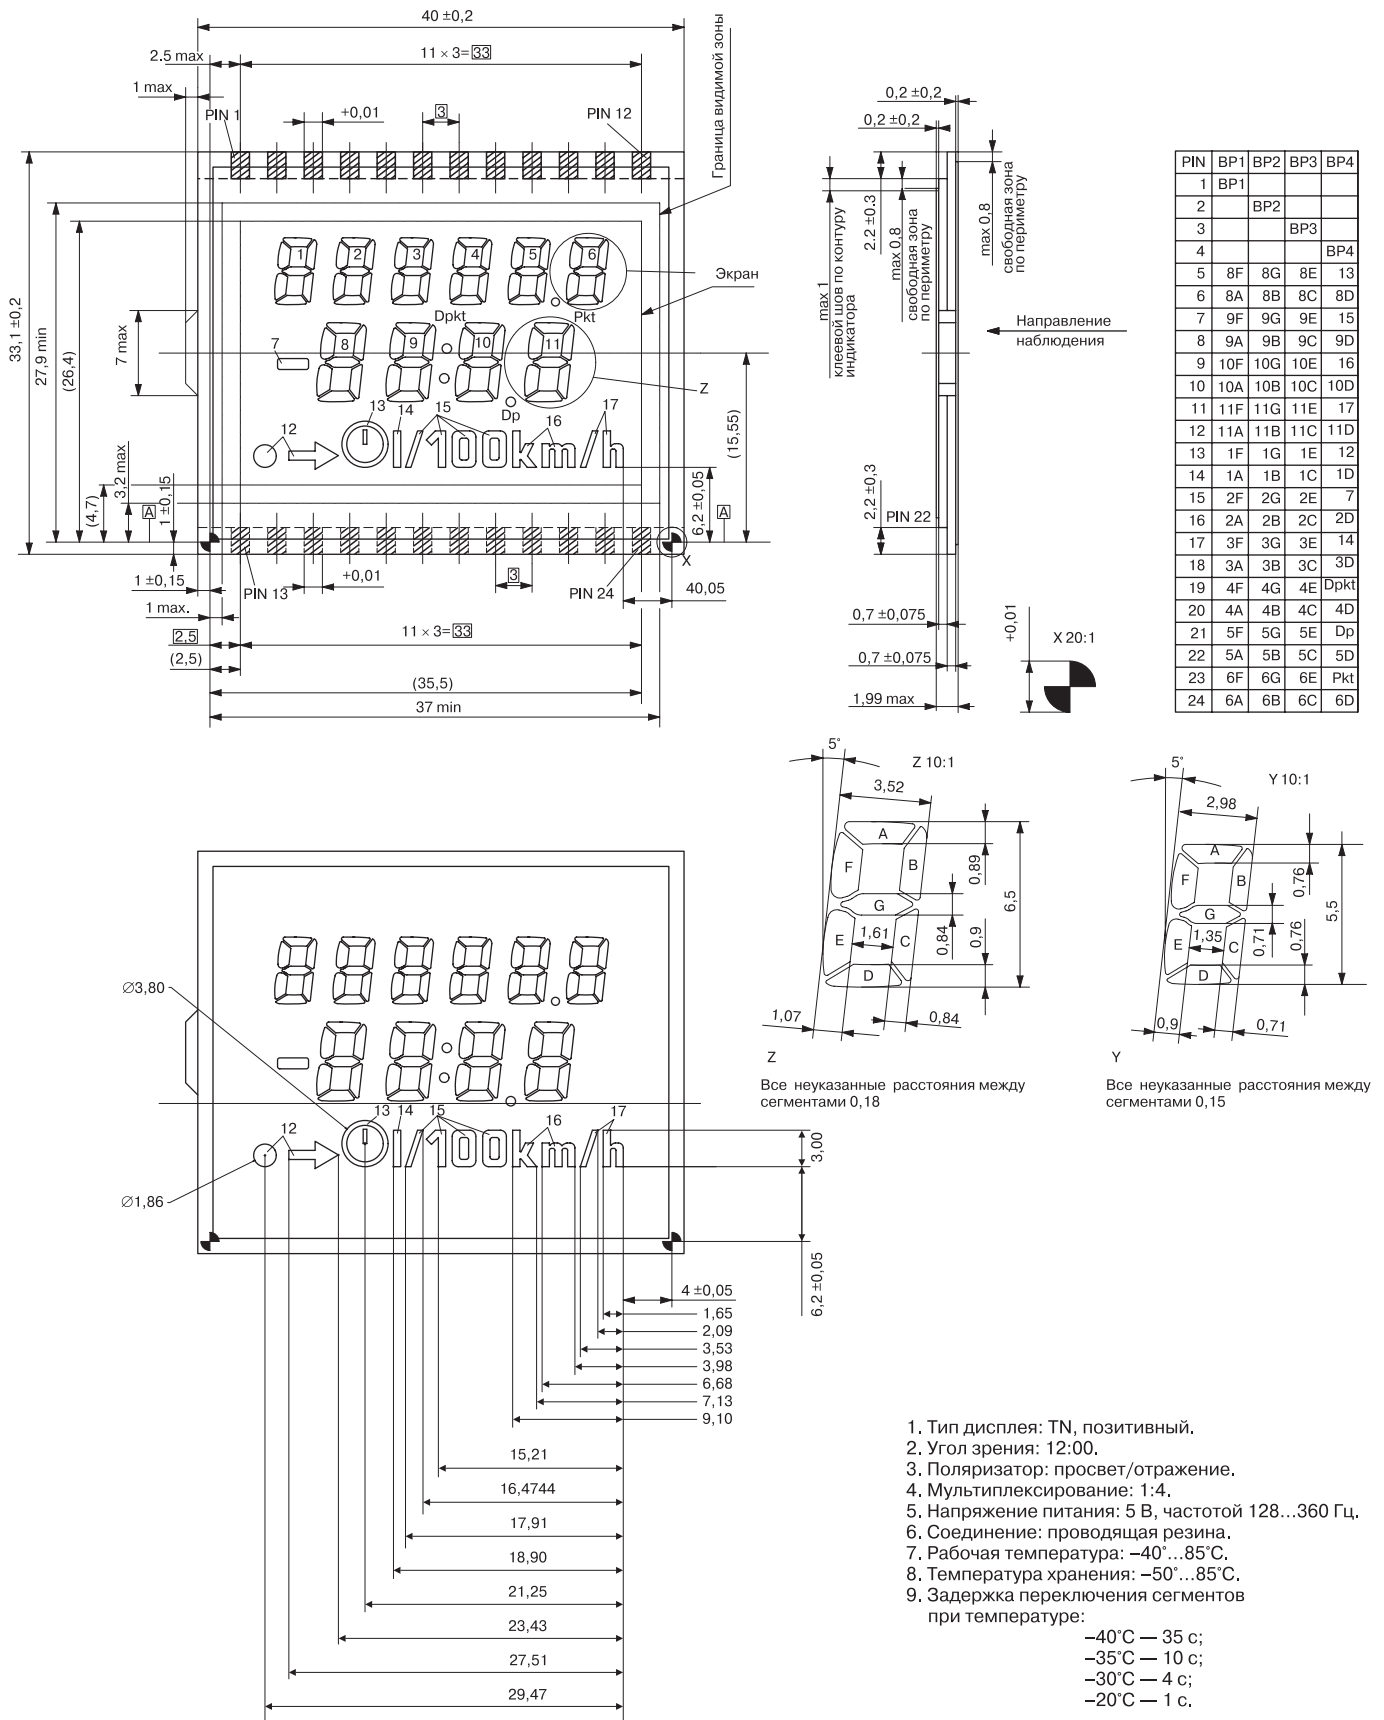 40 ±0,2
2.5 max
11 × 3= 33
1 max
PIN 1
+0,01
3
PIN 12
Граница видимой зоны
33,1 ±0,2
27,9 min
(26,4)
7 max
3,2 max
(4,7)
1 ±0,15
A
1
2
3
4
5
6
Экран
Dpkt
Pkt
7
8
9
10
11
Z
Dp
12
13
14
15
16
17
l/100km/h
(15,55)
6,2 ±0,05
A
X
1 ±0,15
PIN 13
+0,01
3
PIN 24
40,05
1 max.
2,5
11 × 3= 33
(2,5)
(35,5)
37 min
0,2 ±0,2
0,2 ±0,2
max 1
клеевой шов по контуру
индикатора
2.2 ±0.3
max 0,8
свободная зона
по периметру
max 0,8
свободная зона
по периметру
Направление
наблюдения
2,2 ±0,3
PIN 22
0,7 ±0,075
0,7 ±0,075
1,99 max
+0,01
X 20:1
PIN BP1 BP2 BP3 BP4
1 BP1
2 BP2
3 BP3
4 BP4
5 8F 8G 8E 13
6 8A 8B 8C 8D
7 9F 9G 9E 15
8 9A 9B 9C 9D
9 10F 10G 10E 16
10 10A 10B 10C 10D
11 11F 11G 11E 17
12 11A 11B 11C 11D
13 1F 1G 1E 12
14 1A 1B 1C 1D
15 2F 2G 2E 7
16 2A 2B 2C 2D
17 3F 3G 3E 14
18 3A 3B 3C 3D
19 4F 4G 4E Dpkt
20 4A 4B 4C 4D
21 5F 5G 5E Dp
22 5A 5B 5C 5D
23 6F 6G 6E Pkt
24 6A 6B 6C 6D
5°
Z 10:1
3,52
A
F
B
G
E
C
D
1,61
0,89
6,5
0,84
0,9
1,07
0,84
Z
Все неуказанные расстояния между
сегментами 0,18
5°
Y 10:1
2,98
A
F
B
G
E
C
D
1,35
0,76
5,5
0,71
0,76
0,9
0,71
Y
Все неуказанные расстояния между
сегментами 0,15
∅3,80
12
13
14
15
16
17
l/100km/h
∅1,86
3,00
6,2 ±0,05
4 ±0,05
1,65
2,09
3,53
3,98
6,68
7,13
9,10
15,21
16,4744
17,91
18,90
21,25
23,43
27,51
29,47
1. Тип дисплея: TN, позитивный.
2. Угол зрения: 12:00.
3. Поляризатор: просвет/отражение.
4. Мультиплексирование: 1:4.
5. Напряжение питания: 5 В, частотой 128...360 Гц.
6. Соединение: проводящая резина.
7. Рабочая температура: –40°...85°С.
8. Температура хранения: –50°...85°С.
9. Задержка переключения сегментов
при температуре:
–40°С — 35 с;
–35°С — 10 с;
–30°С — 4 с;
–20°С — 1 с.